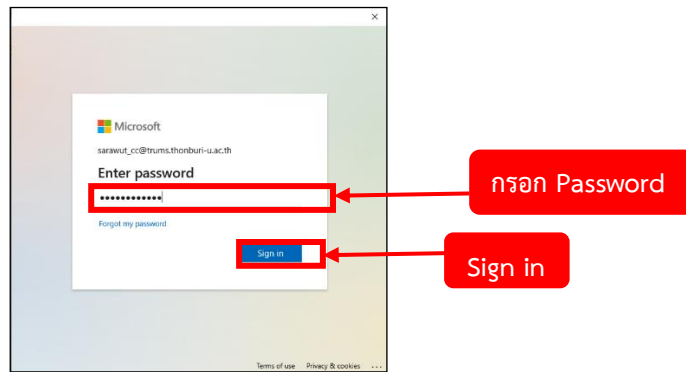 Microsoft
sarawut_cc@trums.thonburi-u.ac.th
Enter password
••••••••••••
Forgot my password
Sign in
กรอก Password
Sign in
Terms of use Privacy & cookies ...